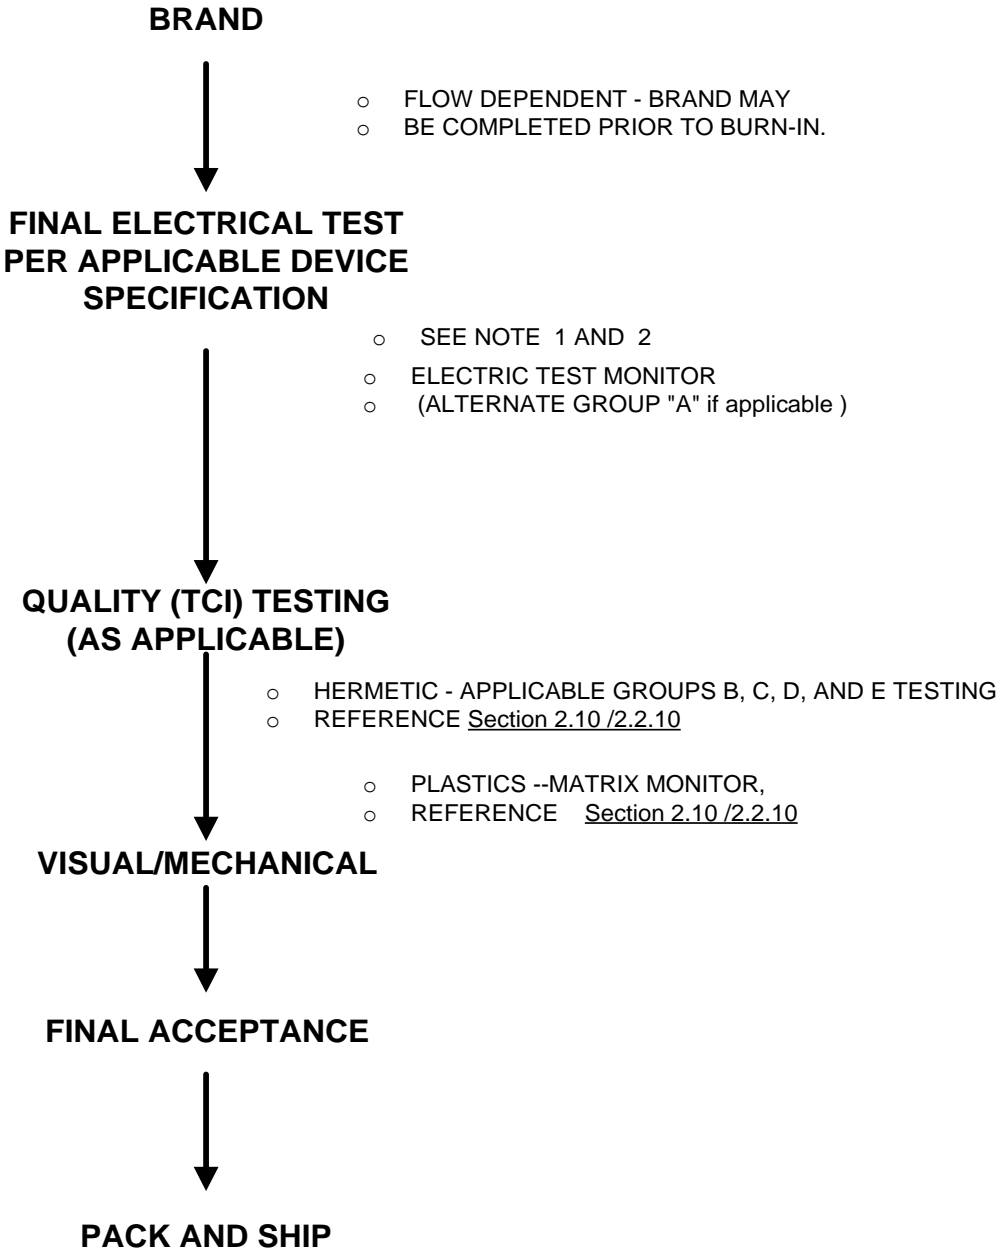 BRAND
o FLOW DEPENDENT - BRAND MAY
o BE COMPLETED PRIOR TO BURN-IN.
FINAL ELECTRICAL TEST
PER APPLICABLE DEVICE
SPECIFICATION
o SEE NOTE 1 AND 2
o ELECTRIC TEST MONITOR
o (ALTERNATE GROUP "A" if applicable )
QUALITY (TCI) TESTING
(AS APPLICABLE)
o HERMETIC - APPLICABLE GROUPS B, C, D, AND E TESTING
o REFERENCE Section 2.10 /2.2.10
o PLASTICS --MATRIX MONITOR,
o REFERENCE Section 2.10 /2.2.10
VISUAL/MECHANICAL
FINAL ACCEPTANCE
PACK AND SHIP